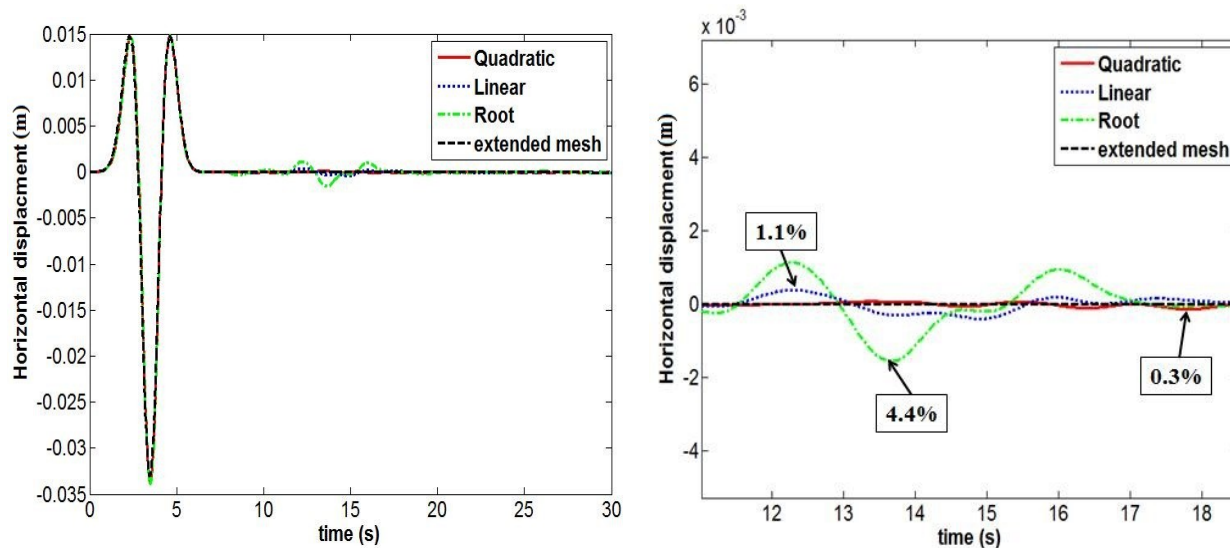 0.015
0.01
0.005
0
-0.005
-0.01
-0.015
-0.02
-0.025
-0.03
-0.035
Horizontal displacment (m)
Quadratic
Linear
Root
extended mesh
0 5 10 15 20 25 30
time (s)
x 10⁻³
6
4
2
0
-2
-4
Horizontal displacment (m)
Quadratic
Linear
Root
extended mesh
1.1%
4.4%
0.3%
12 13 14 15 16 17 18
time (s)